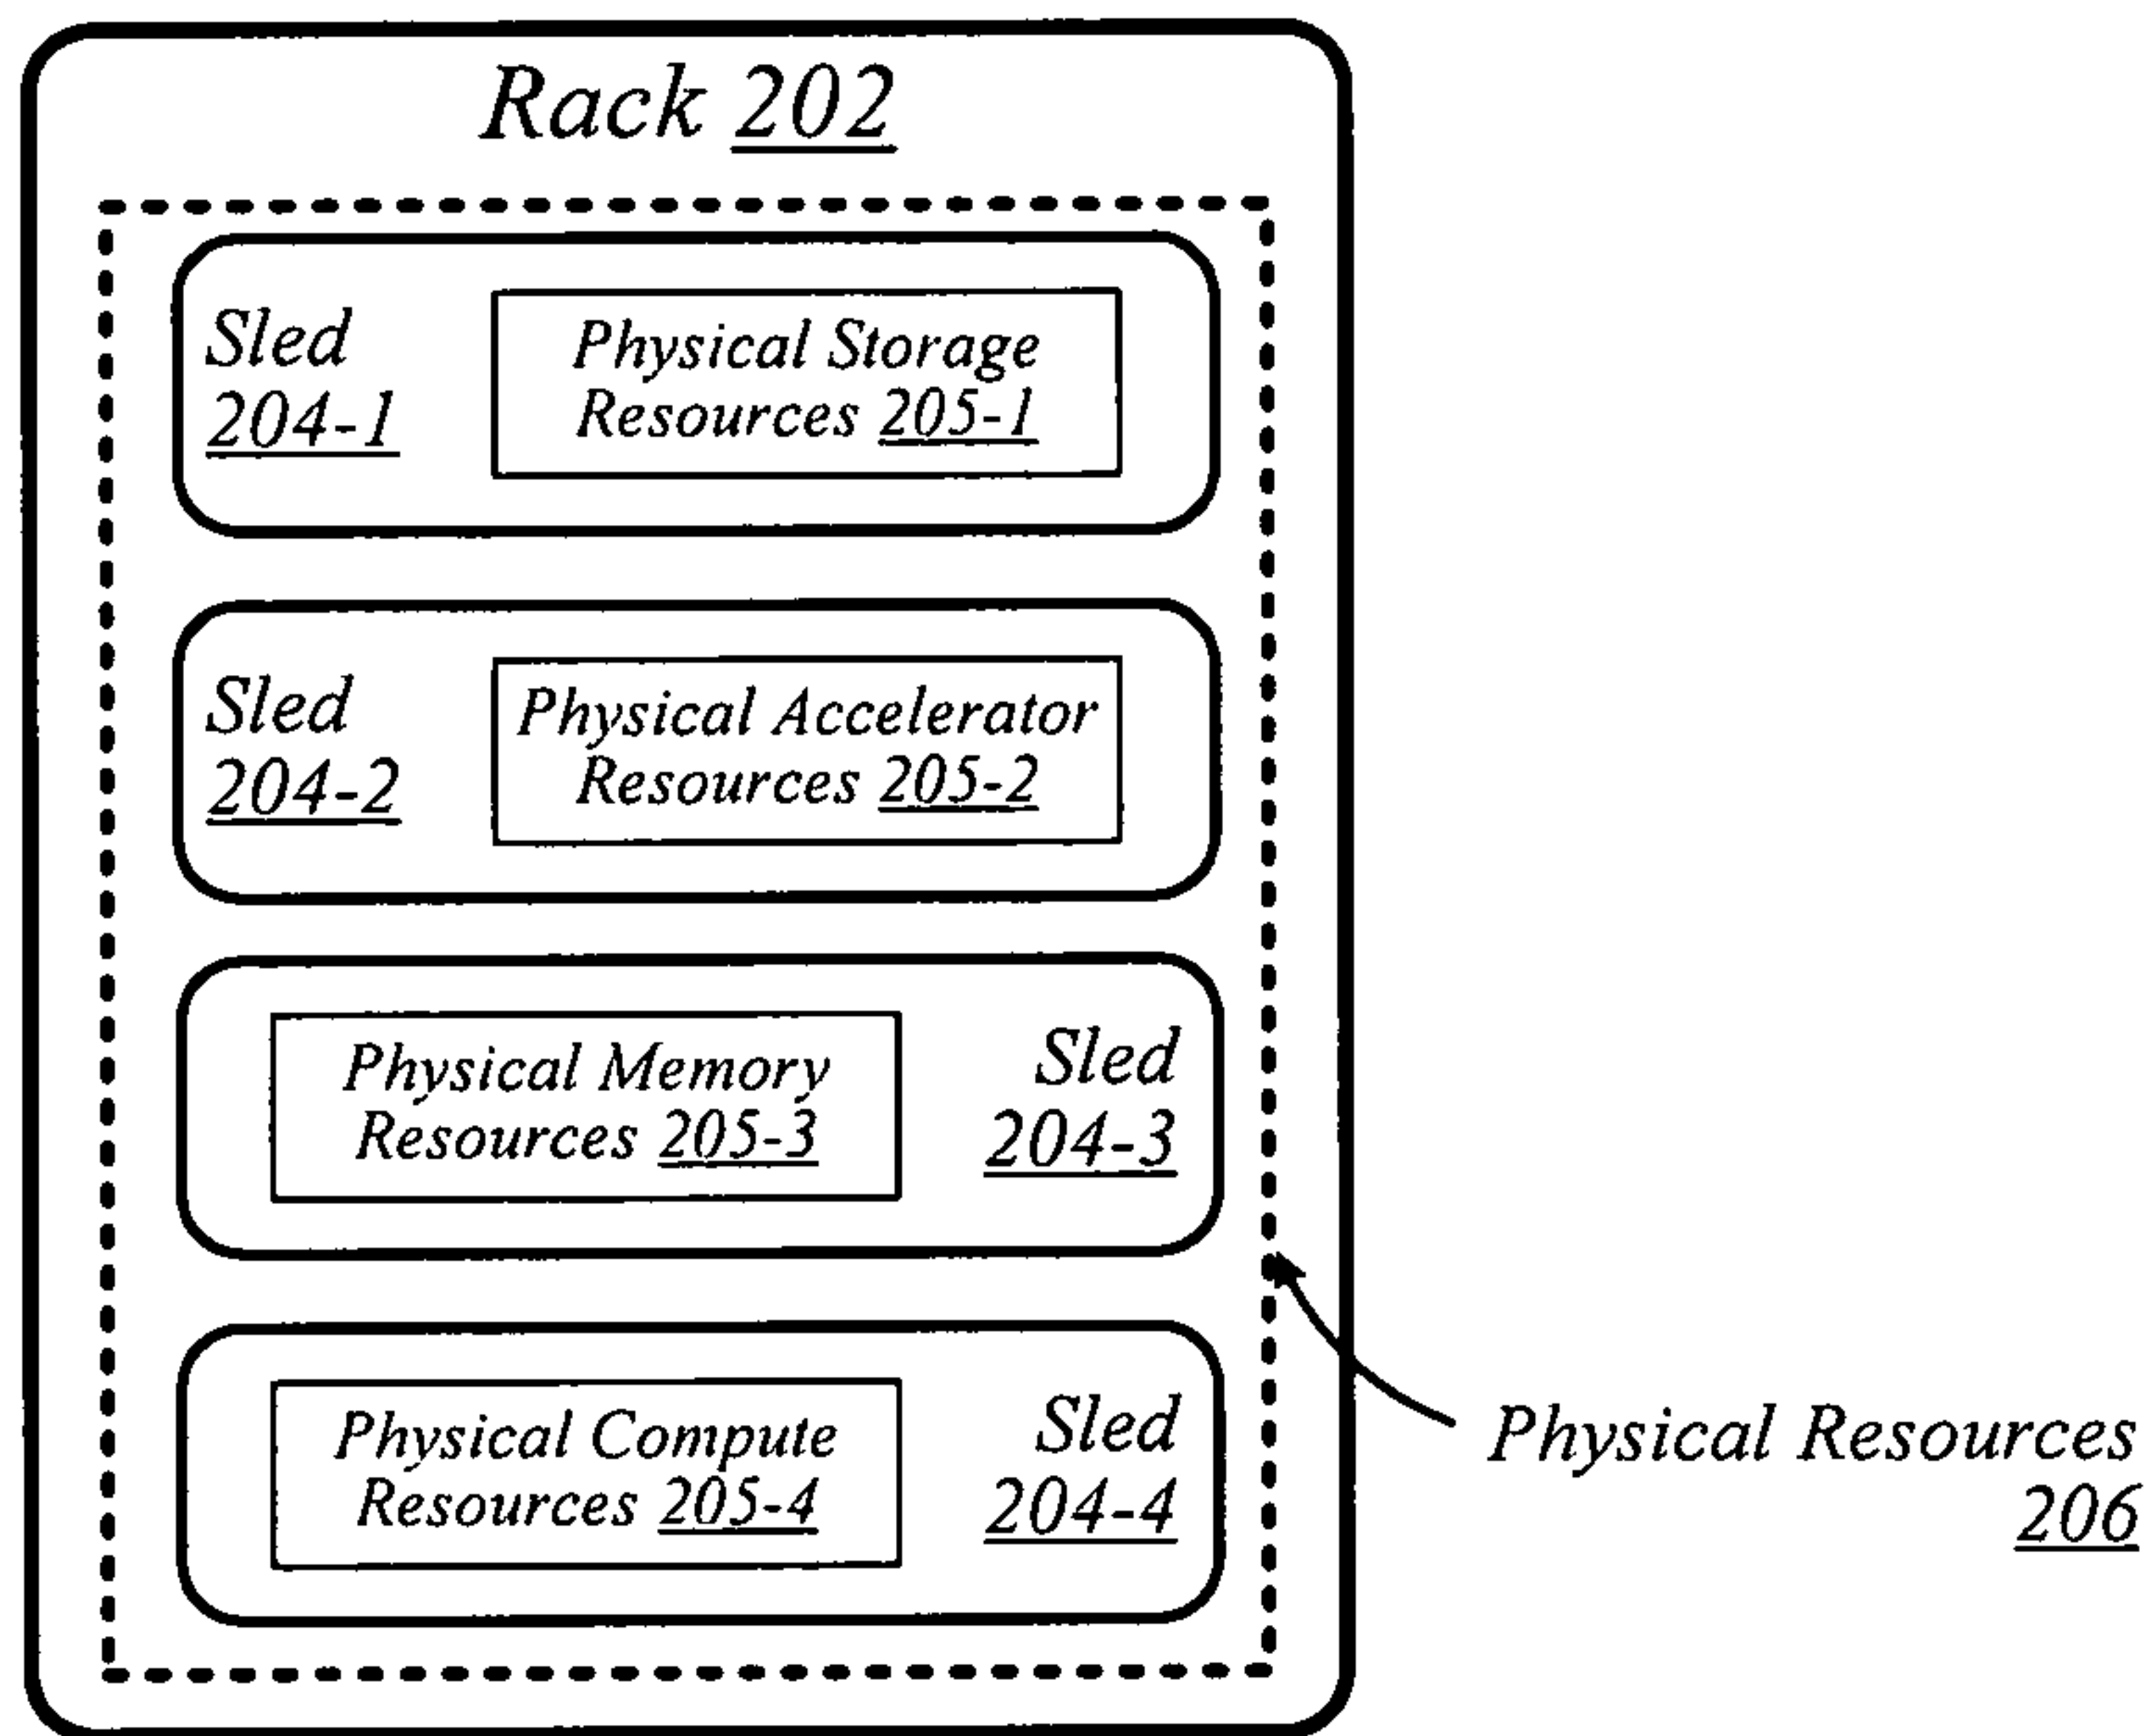 Rack 202
Sled
204-1
Physical Storage
Resources 205-1
Sled
204-2
Physical Accelerator
Resources 205-2
Physical Memory
Resources 205-3
Sled
204-3
Physical Compute
Resources 205-4
Sled
204-4
Physical Resources
206